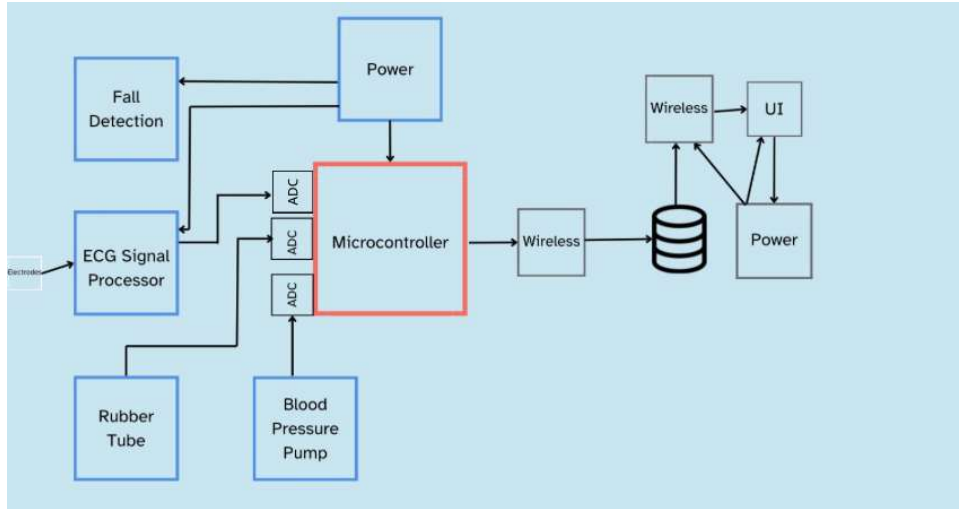 Power
Fall
Detection
Wireless
UI
ADC
ADC
ADC
Microcontroller
Wireless
Power
Electrodes
ECG Signal
Processor
Rubber
Tube
Blood
Pressure
Pump